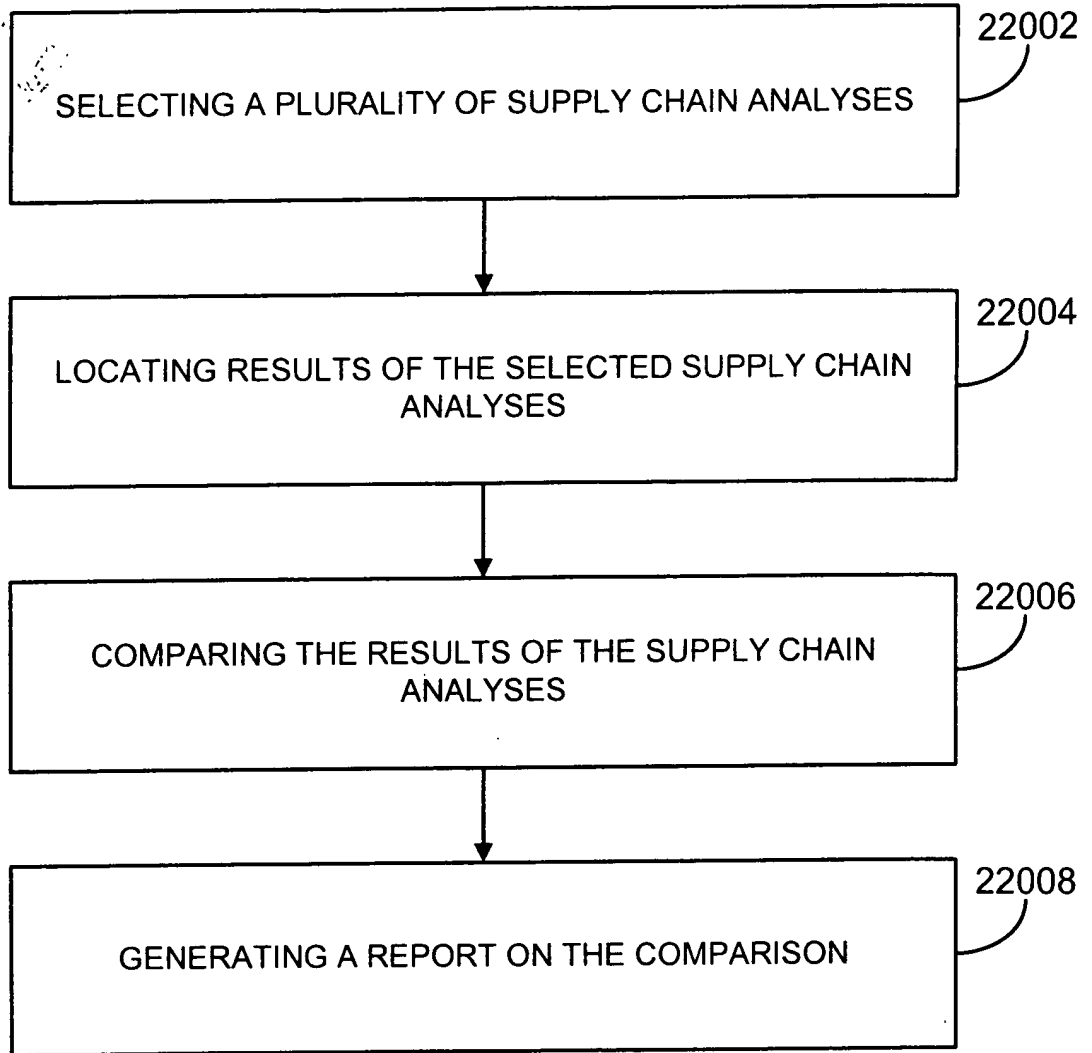 22002
SELECTING A PLURALITY OF SUPPLY CHAIN ANALYSES
22004
LOCATING RESULTS OF THE SELECTED SUPPLY CHAIN
ANALYSES
22006
COMPARING THE RESULTS OF THE SUPPLY CHAIN
ANALYSES
22008
GENERATING A REPORT ON THE COMPARISON